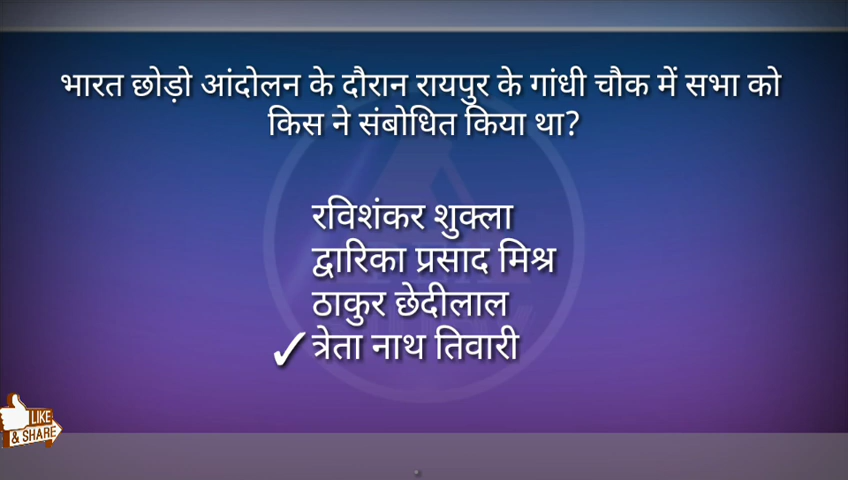 भारत छोड़ो आंदोलन के दौरान रायपुर के गांधी चौक में सभा को
किस ने संबोधित किया था?
रविशंकर शुक्ला
द्वारिका प्रसाद मिश्र
ठाकुर छेदीलाल
✓त्रेता नाथ तिवारी
LIKE
& SHARE